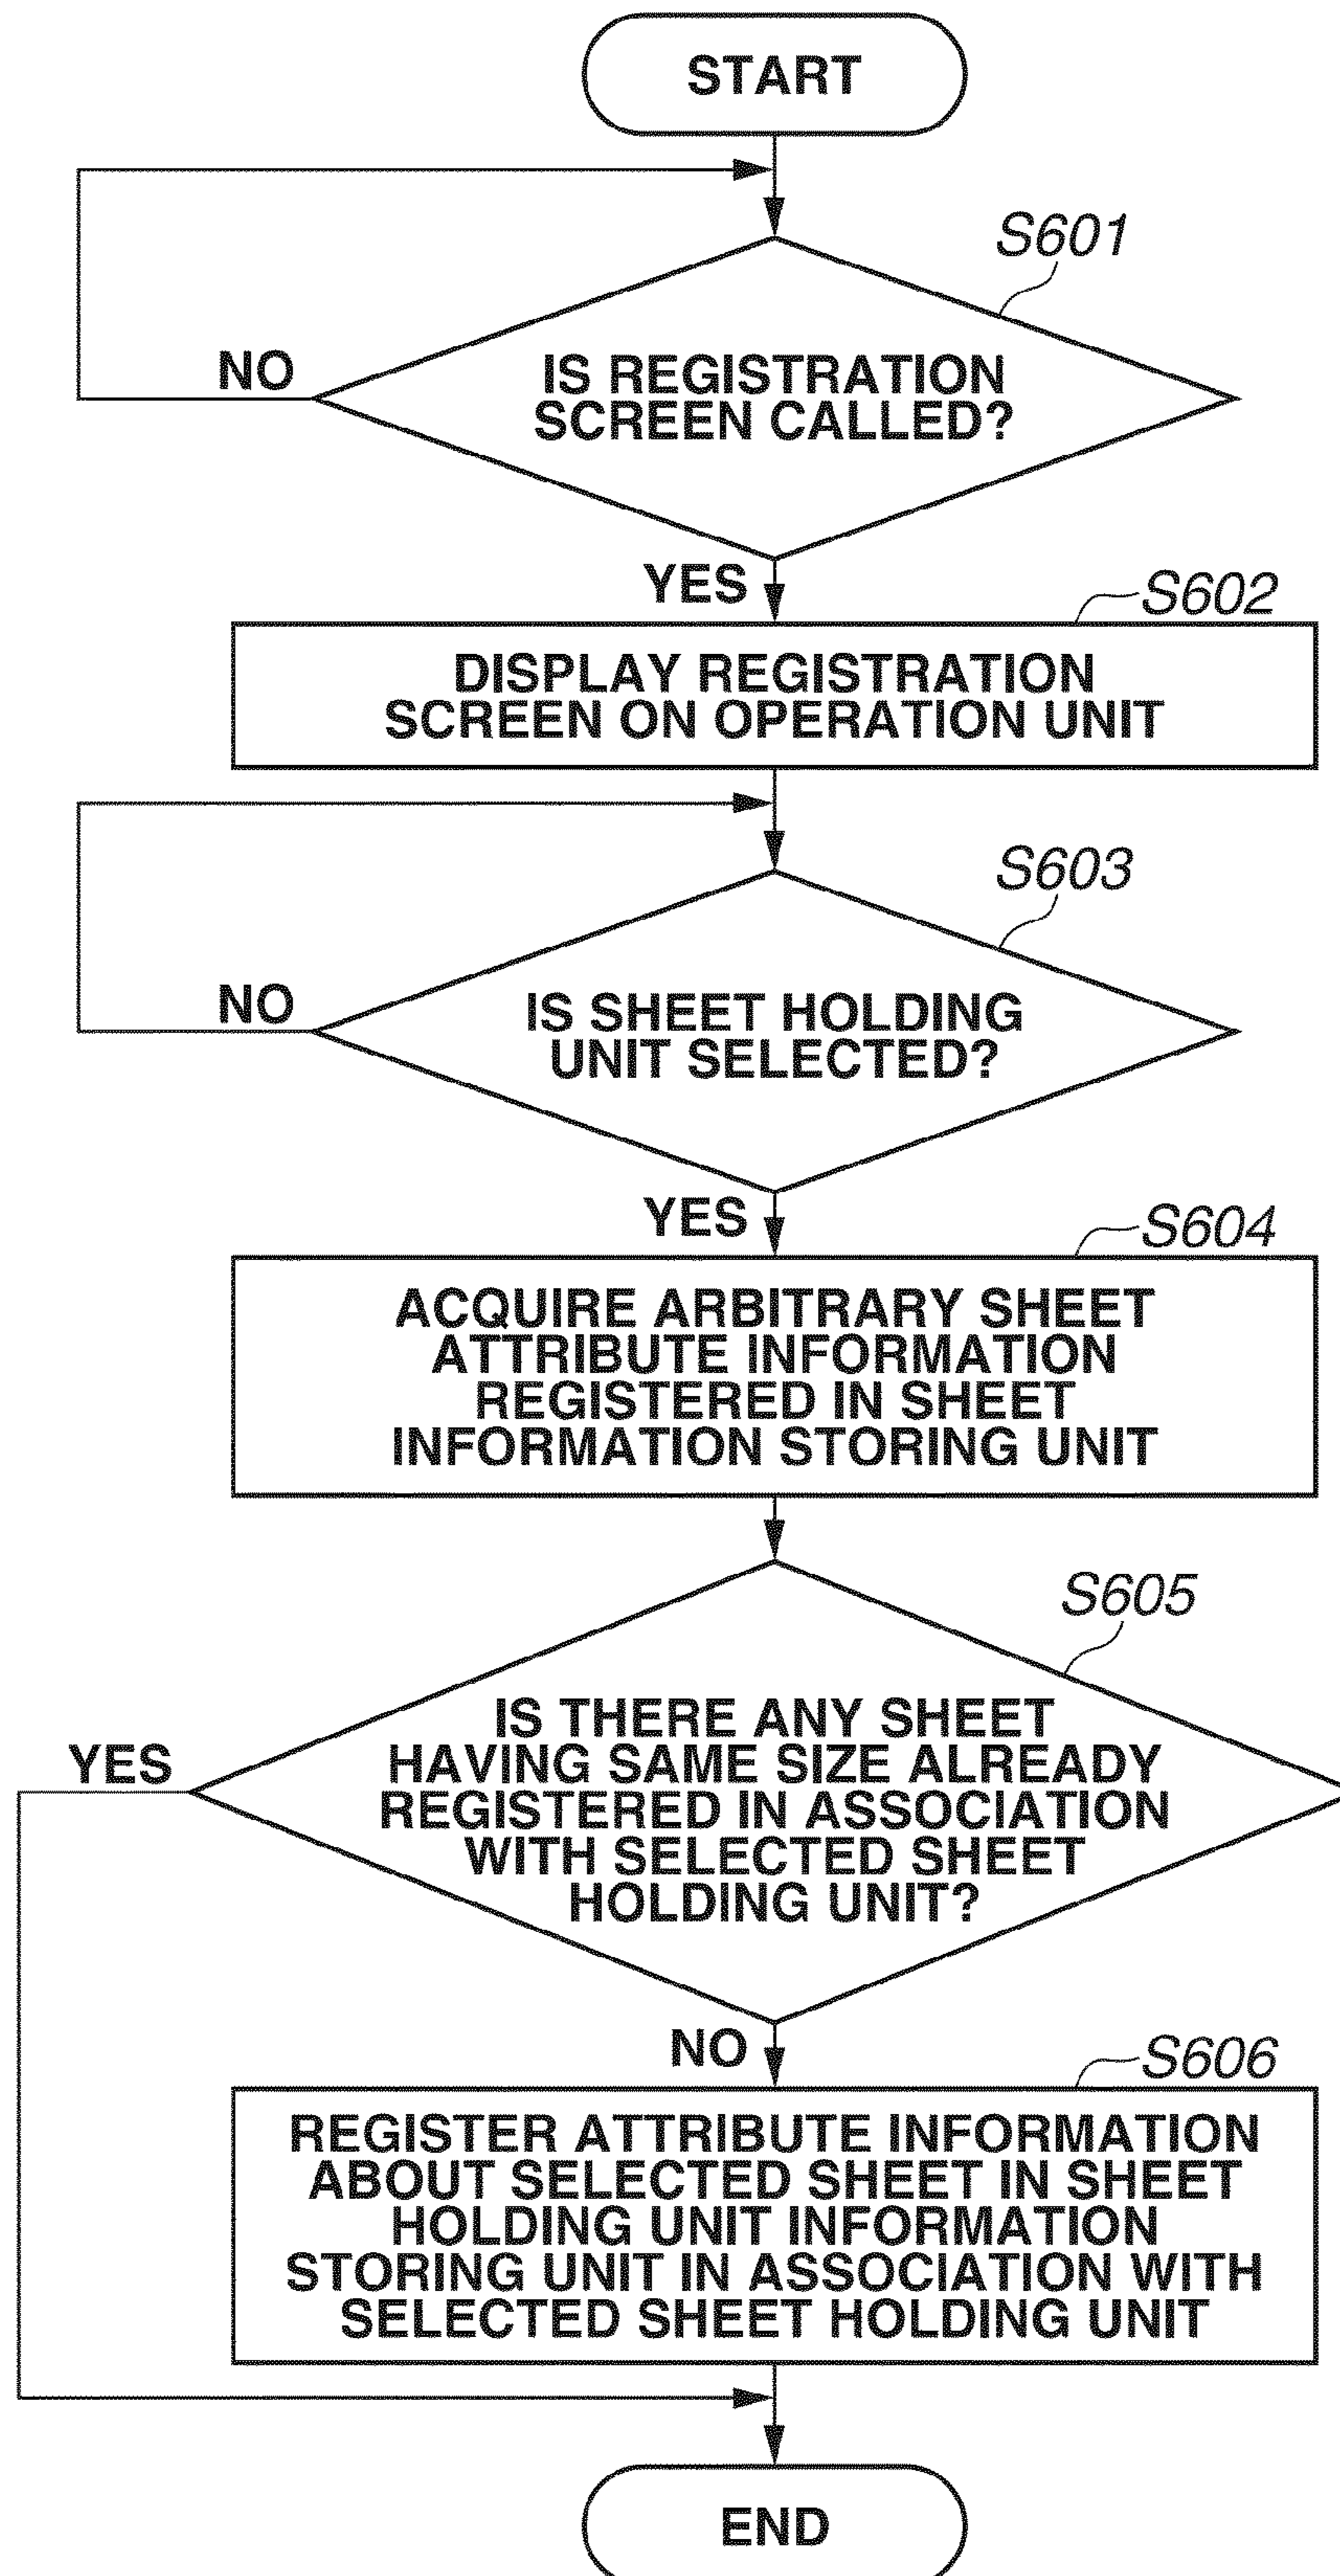 START
S601
NO
IS REGISTRATION
SCREEN CALLED?
YES
S602
DISPLAY REGISTRATION
SCREEN ON OPERATION UNIT
S603
NO
IS SHEET HOLDING
UNIT SELECTED?
YES
S604
ACQUIRE ARBITRARY SHEET
ATTRIBUTE INFORMATION
REGISTERED IN SHEET
INFORMATION STORING UNIT
S605
YES
IS THERE ANY SHEET
HAVING SAME SIZE ALREADY
REGISTERED IN ASSOCIATION
WITH SELECTED SHEET
HOLDING UNIT?
NO
S606
REGISTER ATTRIBUTE INFORMATION
ABOUT SELECTED SHEET IN SHEET
HOLDING UNIT INFORMATION
STORING UNIT IN ASSOCIATION WITH
SELECTED SHEET HOLDING UNIT
END